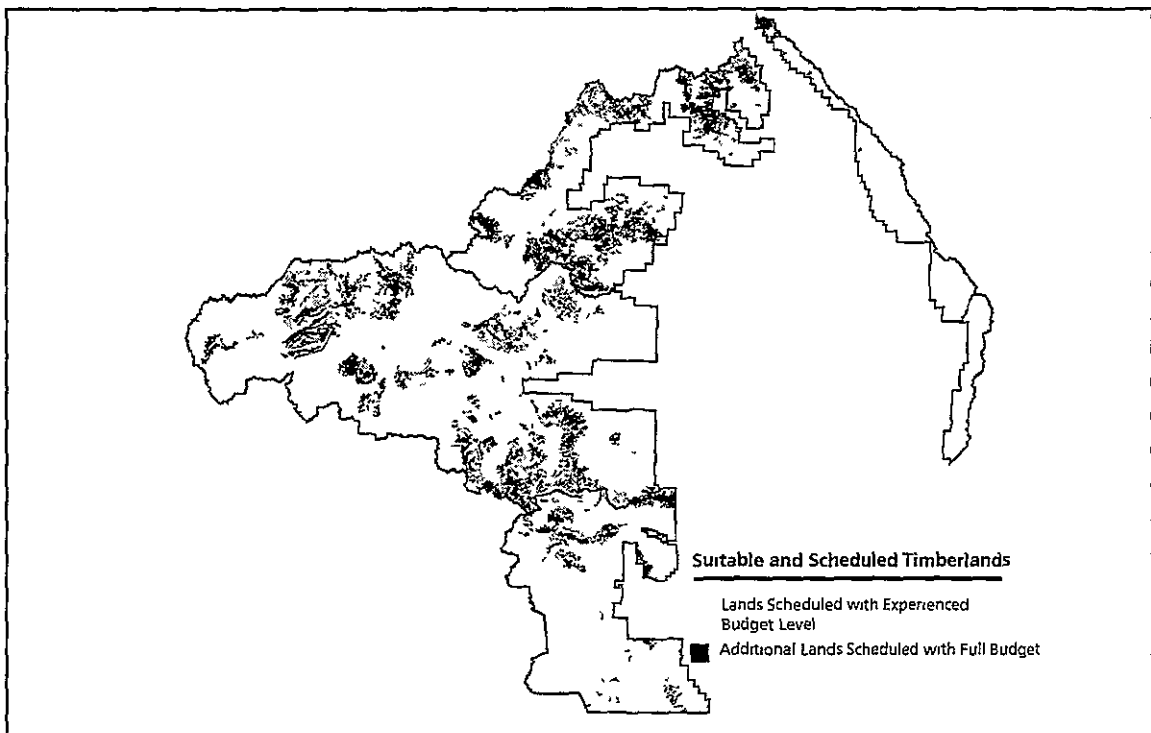 Suitable and Scheduled Timberlands
Lands Scheduled with Experienced
Budget Level
Additional Lands Scheduled with Full Budget